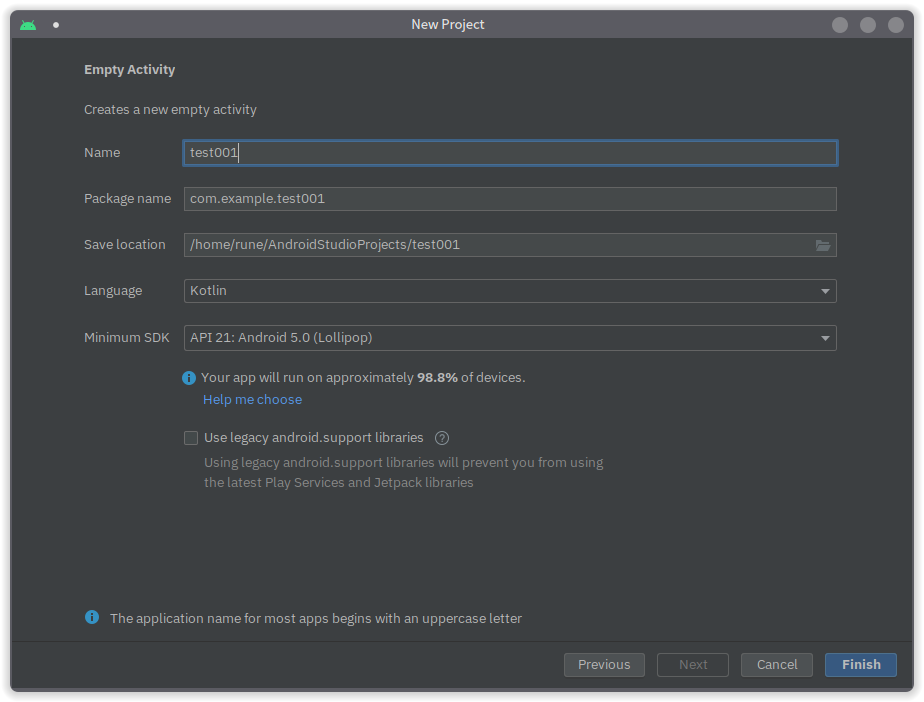 New Project
Empty Activity
Creates a new empty activity
Name test001
Package name com.example.test001
Save location /home/rune/AndroidStudioProjects/test001
Language Kotlin
Minimum SDK API 21: Android 5.0 (Lollipop)
Your app will run on approximately 98.8% of devices.
Help me choose
Use legacy android.support libraries ?
Using legacy android.support libraries will prevent you from using
the latest Play Services and Jetpack libraries
The application name for most apps begins with an uppercase letter
Previous Next Cancel Finish